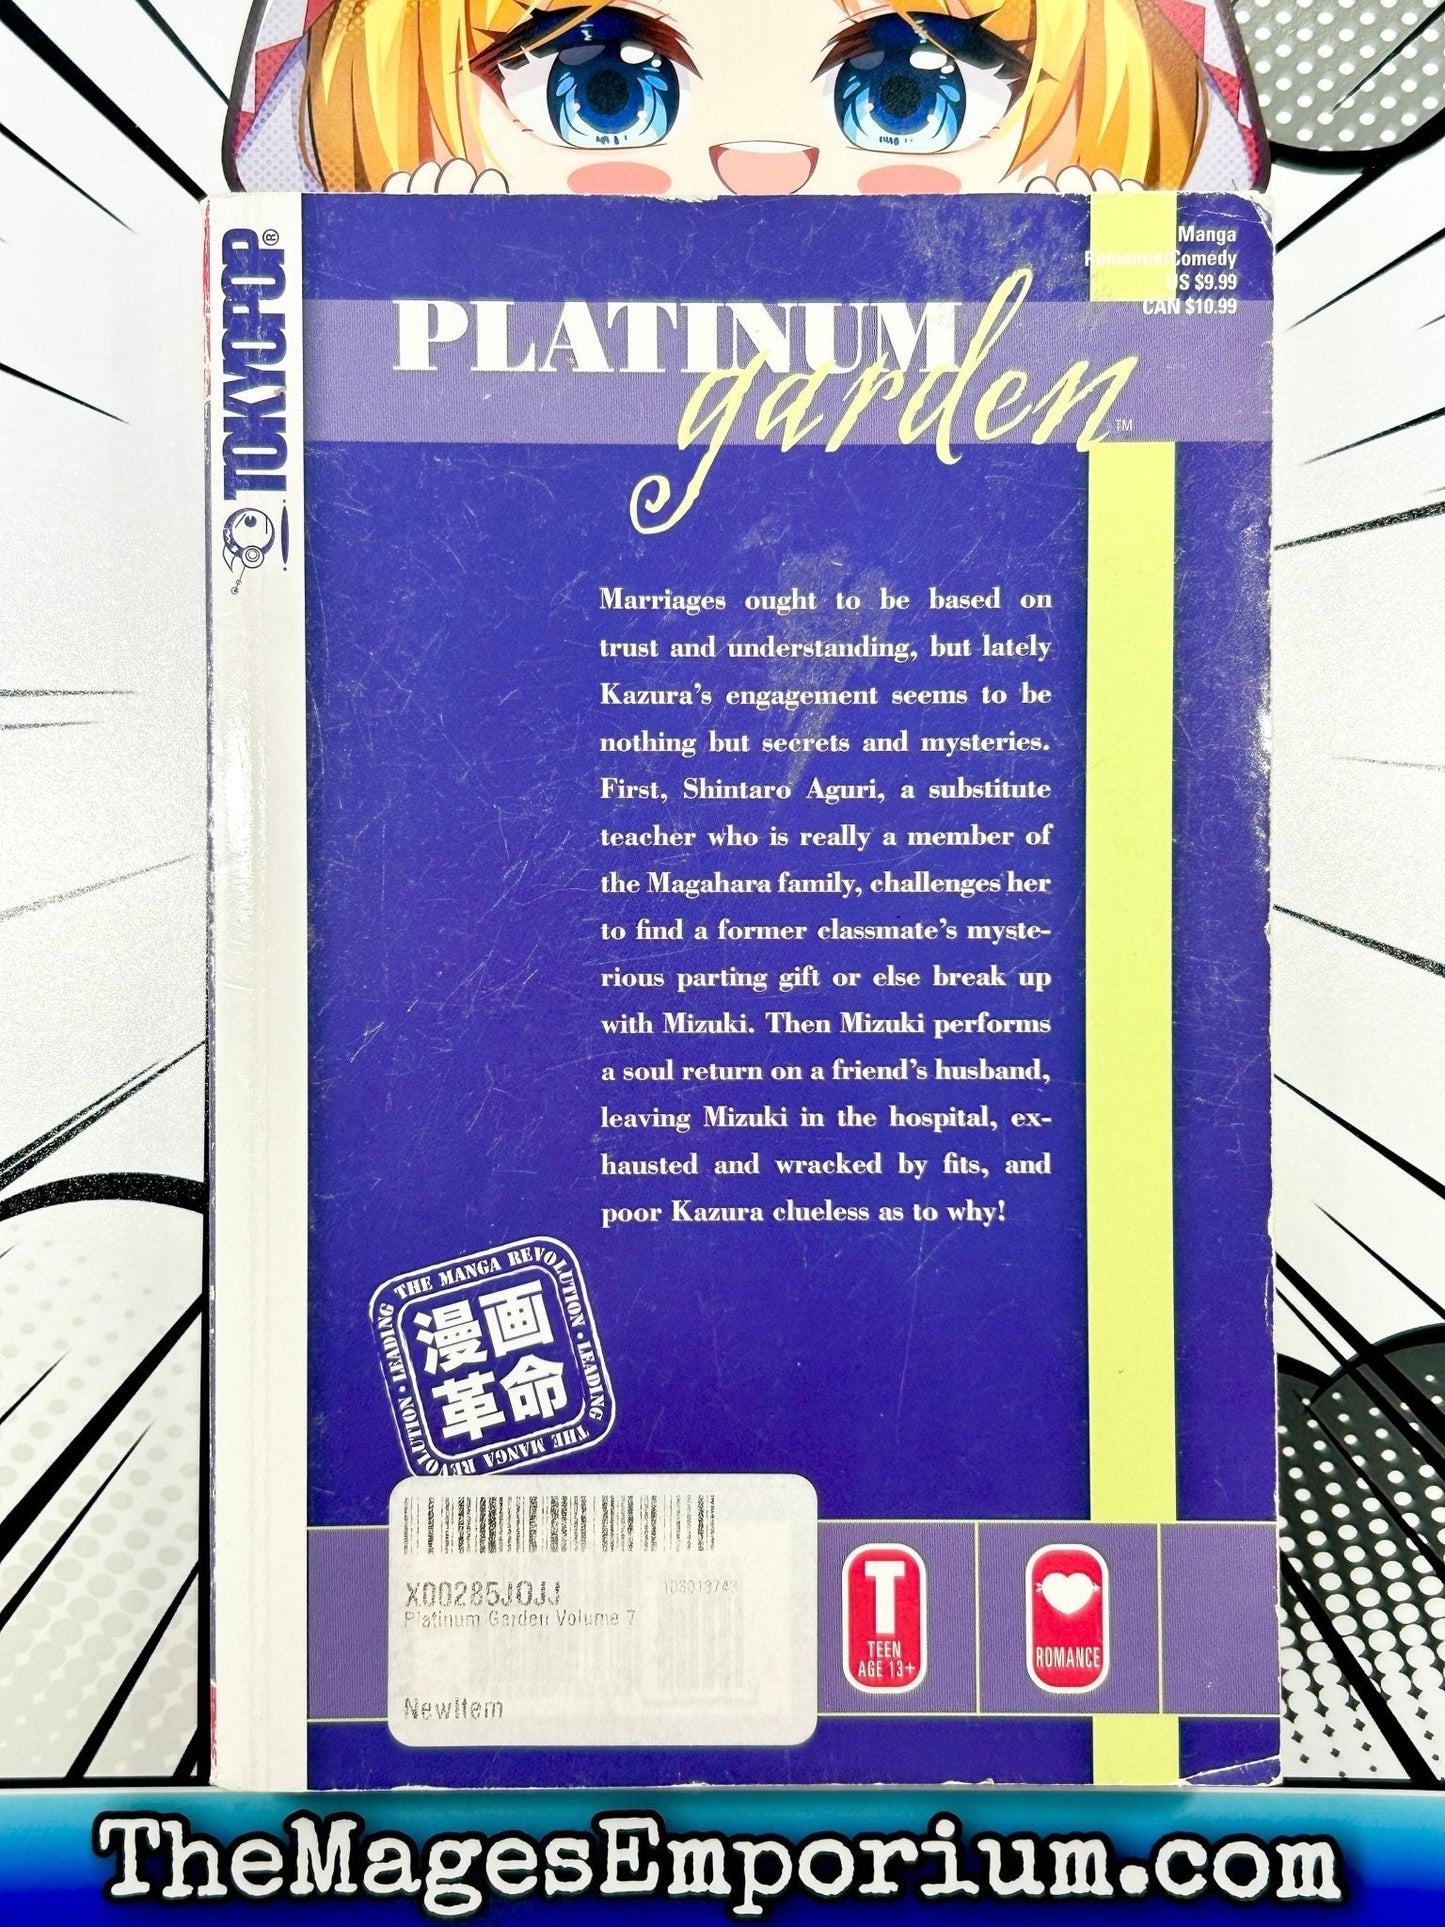 TOKYOPOP®
Manga
Romance/Comedy
US $9.99
CAN $10.99
PLATINUM
garden™
Marriages ought to be based on
trust and understanding, but lately
Kazura's engagement seems to be
nothing but secrets and mysteries.
First, Shintaro Aguri, a substitute
teacher who is really a member of
the Magahara family, challenges her
to find a former classmate's myste-
rious parting gift or else break up
with Mizuki. Then Mizuki performs
a soul return on a friend's husband,
leaving Mizuki in the hospital, ex-
hausted and wracked by fits, and
poor Kazura clueless as to why!
LEADING THE MANGA REVOLUTION · LEADING THE MANGA REVOLUTION ·
漫画
革命
X00285JOJJ
Platinum Garden Volume 7
NewItem
T
TEEN
AGE 13+
ROMANCE
TheMagesEmporium.com